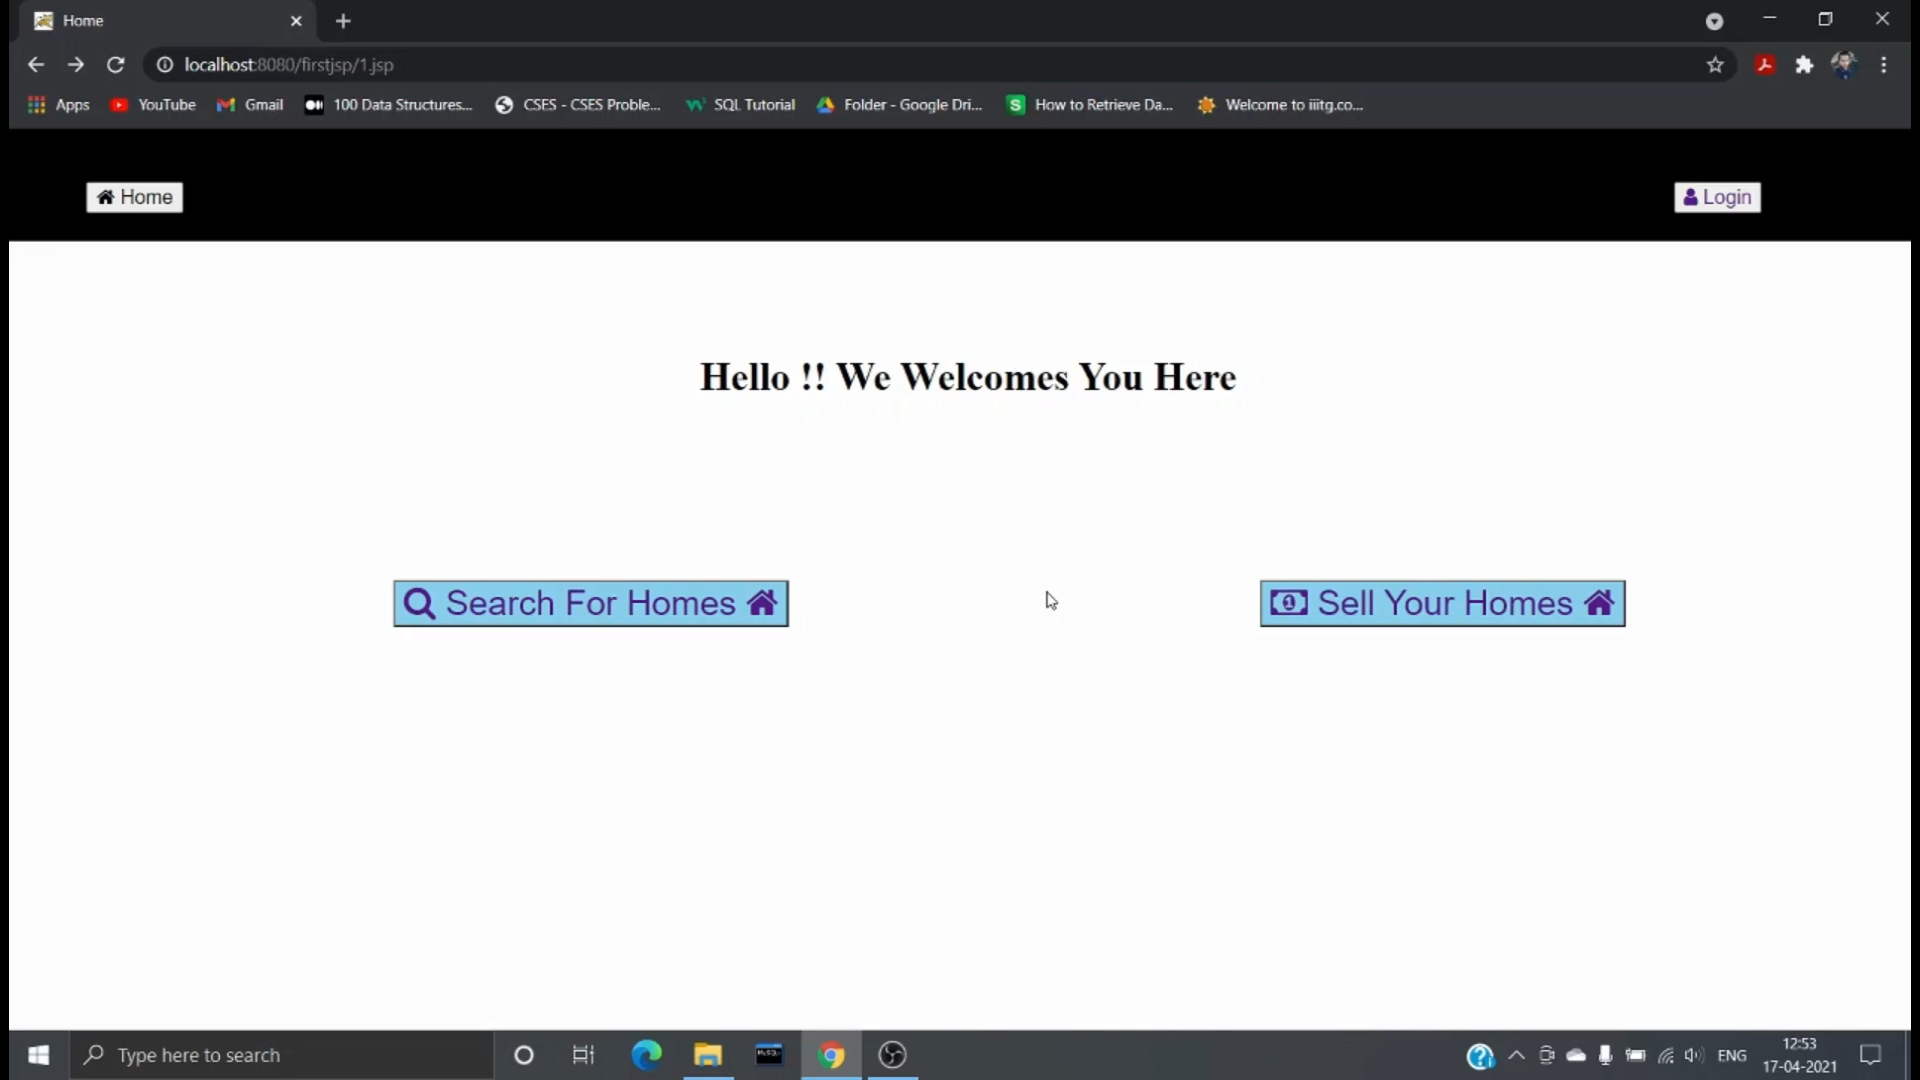 Home
localhost:8080/firstjsp/1.jsp
Apps YouTube Gmail 100 Data Structures... CSES - CSES Proble... SQL Tutorial Folder - Google Dri... How to Retrieve Da... Welcome to iiitg.co...
Home Login
Hello !! We Welcomes You Here
Search For Homes Sell Your Homes
Type here to search
ENG
12:53
17-04-2021